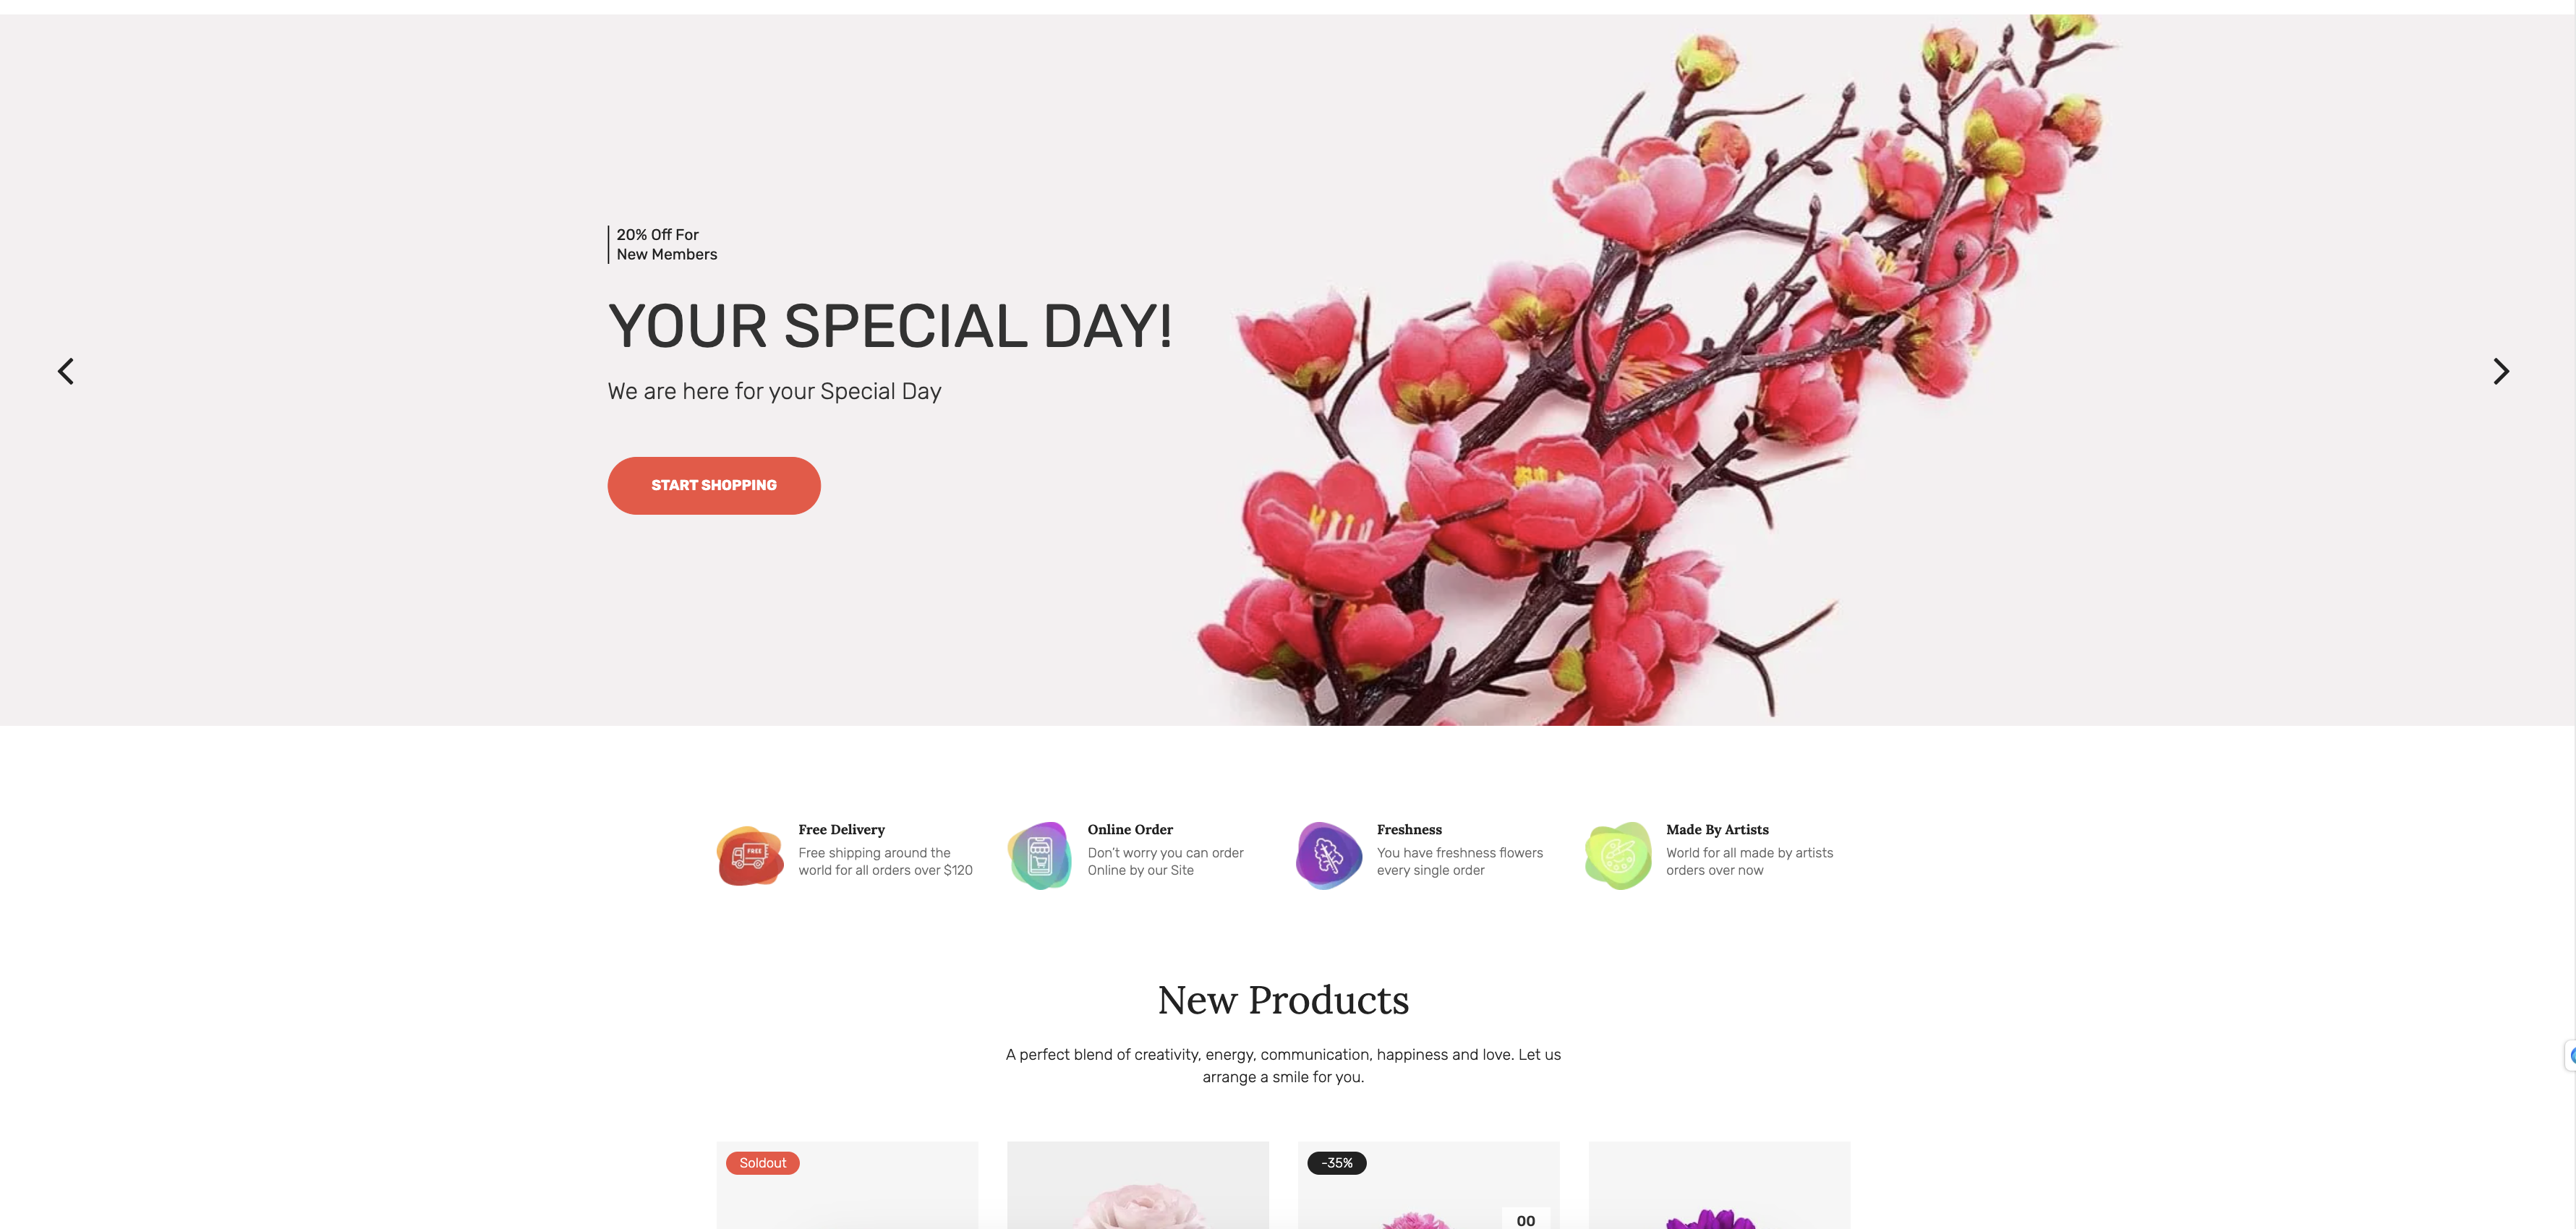 20% Off For
New Members
YOUR SPECIAL DAY!
We are here for your Special Day
START SHOPPING
Free Delivery
Free shipping around the
world for all orders over $120
Online Order
Don't worry you can order
Online by our Site
Freshness
You have freshness flowers
every single order
Made By Artists
World for all made by artists
orders over now
FREE
New Products
A perfect blend of creativity, energy, communication, happiness and love. Let us
arrange a smile for you.
Soldout
-35%
00